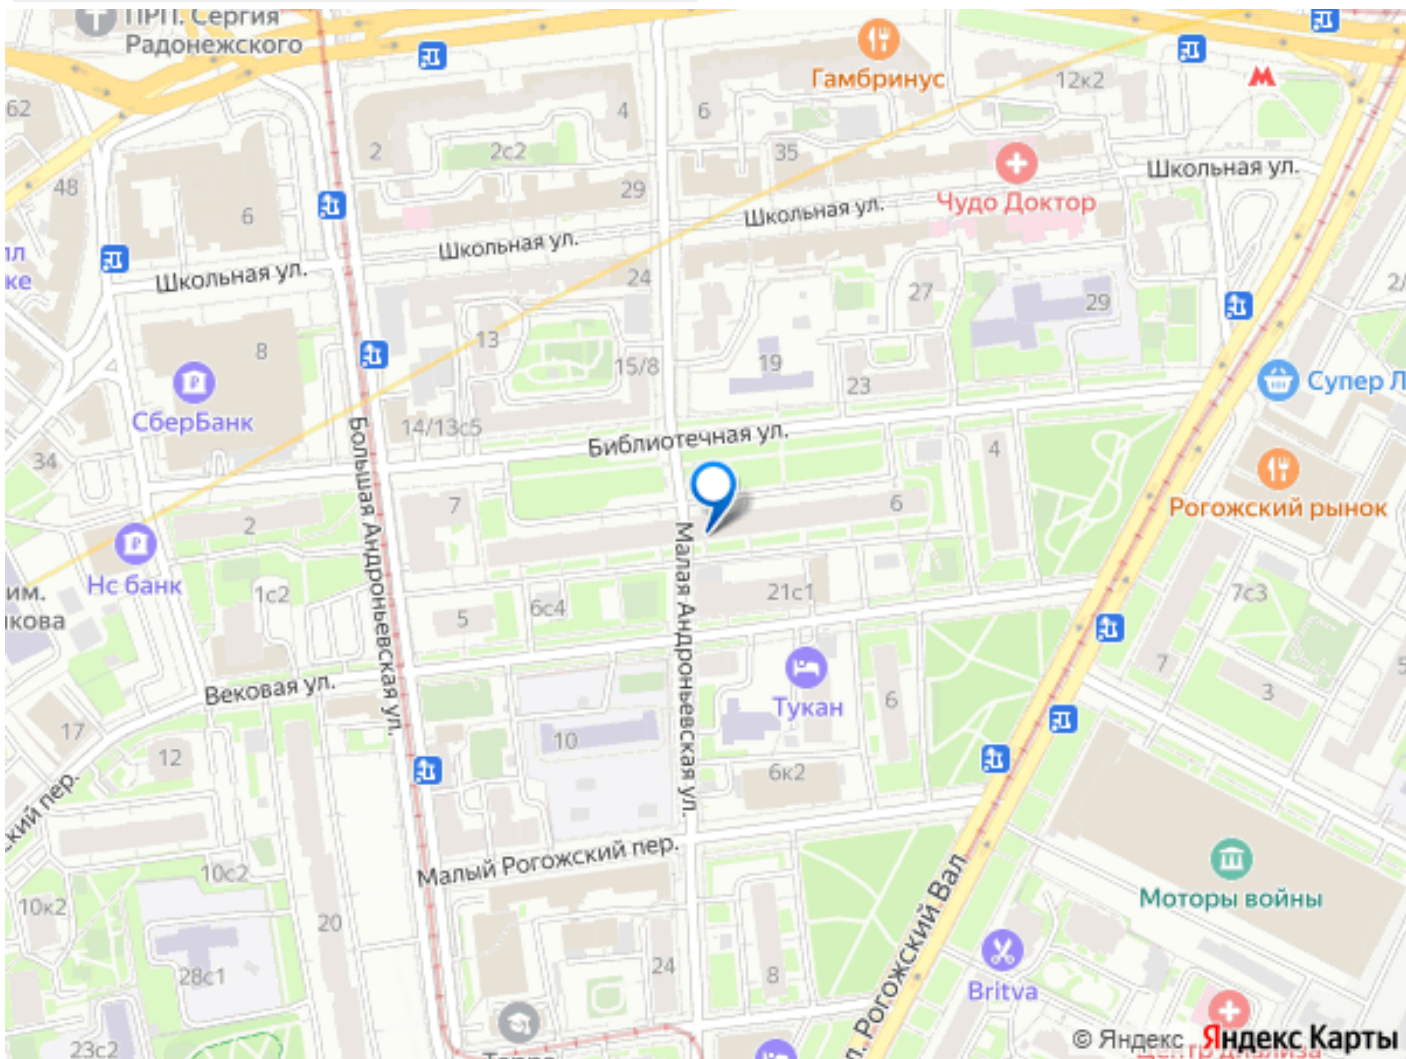 ПРП. Сергия
Радонежского
62
Гамбринус
12к2
4
6
2
2с2
35
Школьная ул.
48
29
Чудо Доктор
6
Школьная ул.
Школьная ул.
Школьная ул.
24
27
29
2/
13
8
15/8
19
23
Супер Л
СберБанк
14/13с5
Библиотечная ул.
34
4
Большая Андроньевская ул.
7
6
Рогожский рынок
2
Малая Андроньевская ул.
Нс банк
1с2
6с4
21с1
7с3
5
Вековая ул.
7
3
Тукан
6
17
12
10
6к2
Малый Рогожский пер.
10с2
Моторы войны
10к2
20
Рогожский Вал
28с1
24
8
Britva
23с2
© Яндекс Яндекс Карты